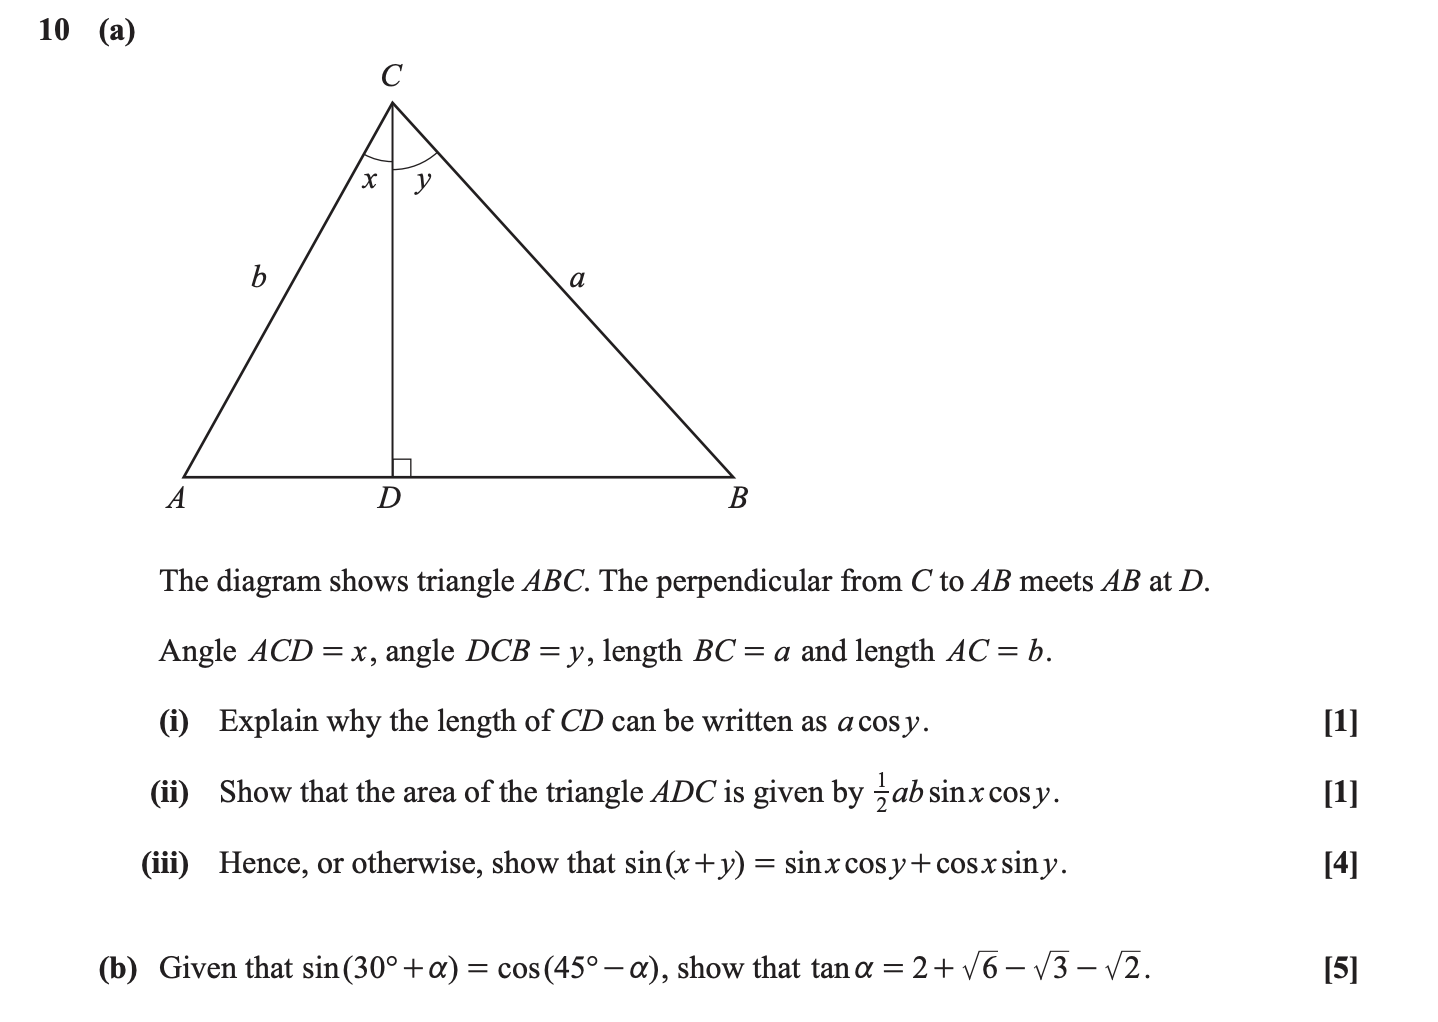 10 (a)
C
x y
b a
A D B
The diagram shows triangle ABC. The perpendicular from C to AB meets AB at D.
Angle ACD = x, angle DCB = y, length BC = a and length AC = b.
(i) Explain why the length of CD can be written as a cos y. [1]
(ii) Show that the area of the triangle ADC is given by ½ab sin x cos y. [1]
(iii) Hence, or otherwise, show that sin(x+y) = sin x cos y + cos x sin y. [4]
(b) Given that sin(30° + α) = cos(45° − α), show that tan α = 2 + √6 − √3 − √2. [5]